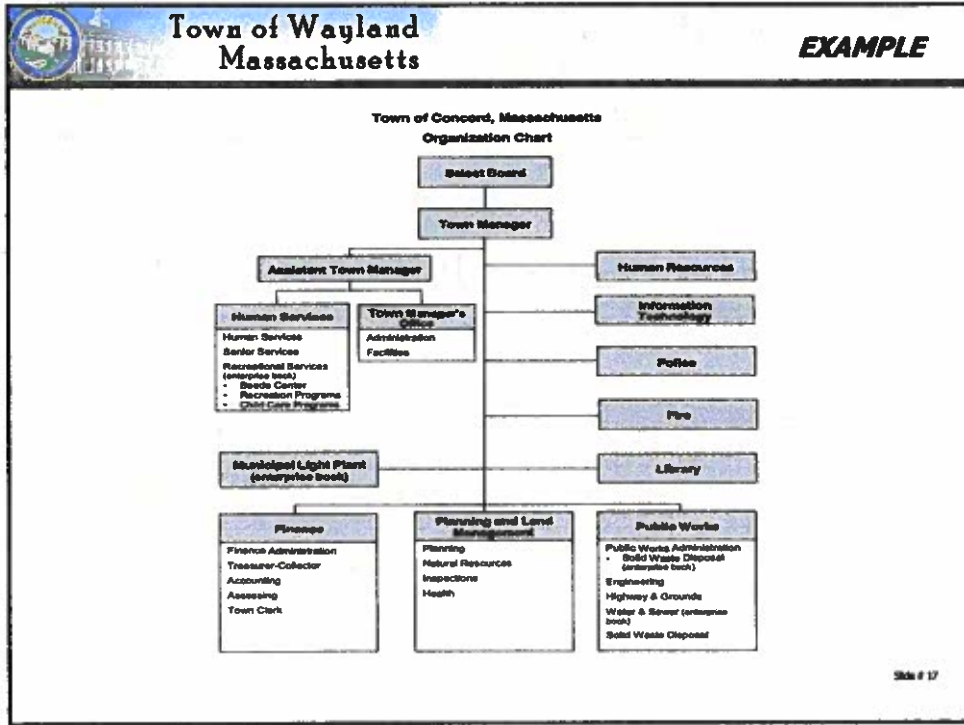 Town of Wayland
Massachusetts
EXAMPLE
Town of Concord, Massachusetts
Organization Chart
Select Board
Town Manager
Assistant Town Manager
Human Resources
Human Services
Human Services
Senior Services
Recreational Services
(enterprise book)
• Beede Center
• Recreation Programs
• Child Care Programs
Town Manager's
Office
Administration
Facilities
Information
Technology
Police
Fire
Municipal Light Plant
(enterprise book)
Library
Finance
Finance Administration
Treasurer-Collector
Accounting
Assessing
Town Clerk
Planning and Land
Management
Planning
Natural Resources
Inspections
Health
Public Works
Public Works Administration
• Solid Waste Disposal
(enterprise book)
Engineering
Highway & Grounds
Water & Sewer (enterprise
book)
Solid Waste Disposal
Slide # 17